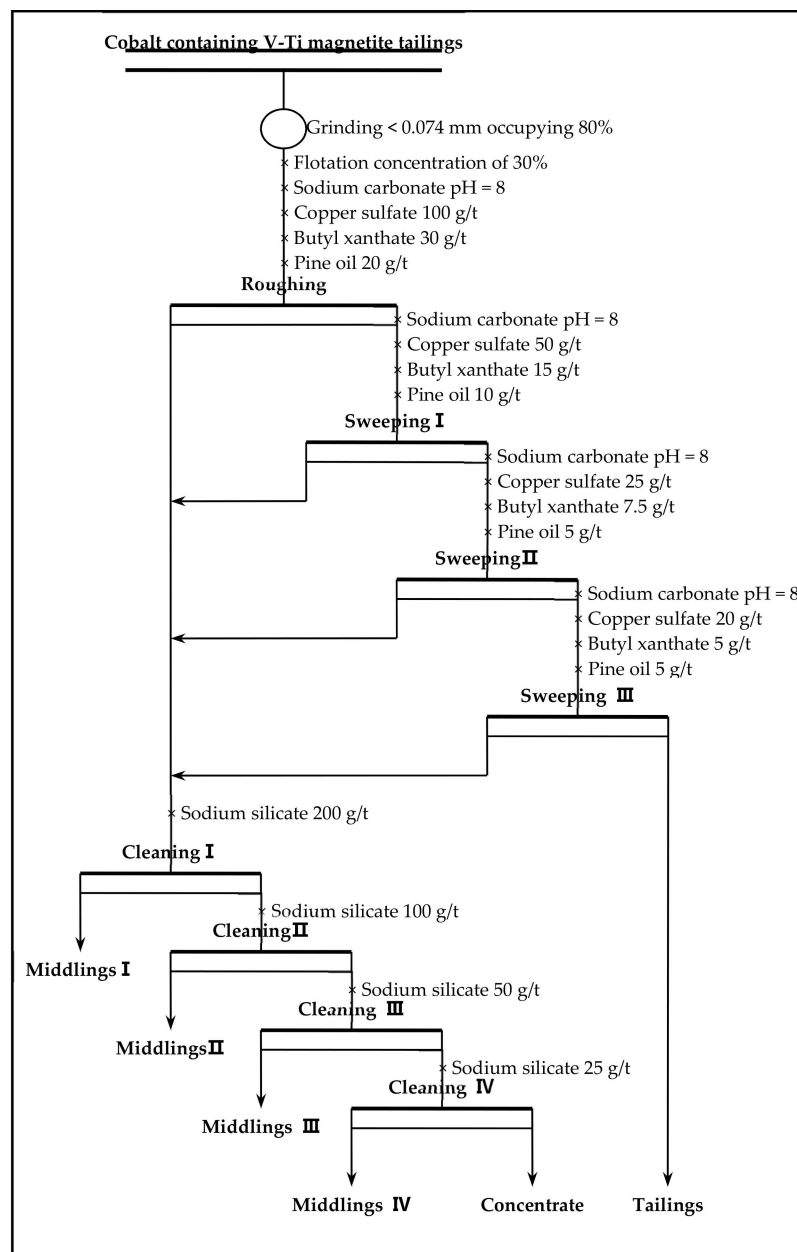 Cobalt containing V-Ti magnetite tailings
Grinding < 0.074 mm occupying 80%
Flotation concentration of 30%
Sodium carbonate pH = 8
Copper sulfate 100 g/t
Butyl xanthate 30 g/t
Pine oil 20 g/t
Roughing
Sodium carbonate pH = 8
Copper sulfate 50 g/t
Butyl xanthate 15 g/t
Pine oil 10 g/t
Sweeping Ⅰ
Sodium carbonate pH = 8
Copper sulfate 25 g/t
Butyl xanthate 7.5 g/t
Pine oil 5 g/t
Sweeping Ⅱ
Sodium carbonate pH = 8
Copper sulfate 20 g/t
Butyl xanthate 5 g/t
Pine oil 5 g/t
Sweeping Ⅲ
Sodium silicate 200 g/t
Cleaning Ⅰ
Sodium silicate 100 g/t
Cleaning Ⅱ
Middlings Ⅰ
Sodium silicate 50 g/t
Cleaning Ⅲ
Middlings Ⅱ
Sodium silicate 25 g/t
Cleaning Ⅳ
Middlings Ⅲ
Middlings Ⅳ
Concentrate
Tailings